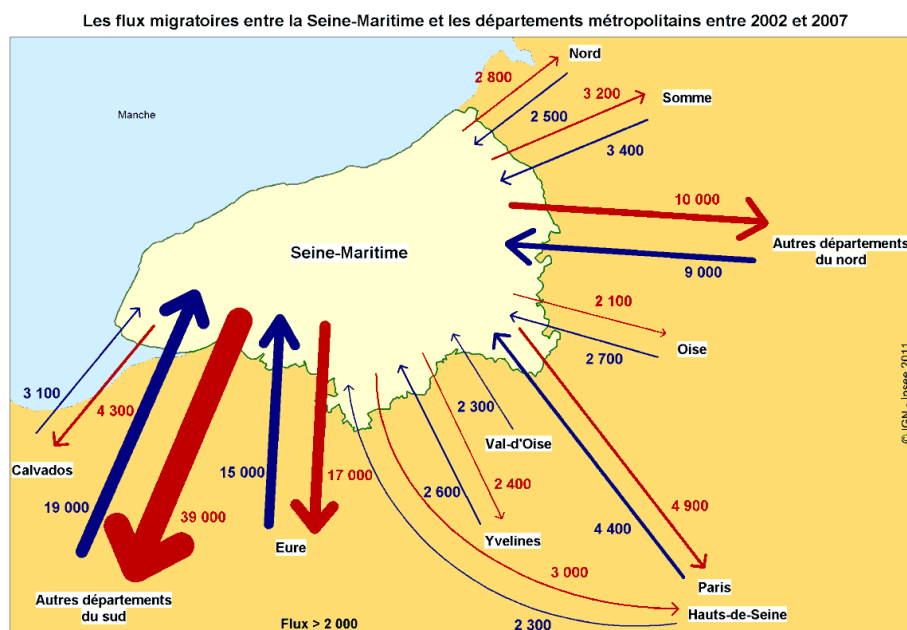 Les flux migratoires entre la Seine-Maritime et les départements métropolitains entre 2002 et 2007
Nord
2 800
Somme
3 200
Manche
2 500
3 400
10 000
Autres départements
du nord
Seine-Maritime
9 000
2 100
Oise
2 700
3 100
4 300
2 300
Val-d'Oise
Calvados
19 000
39 000
15 000
17 000
2 600
2 400
4 900
4 400
Eure
Yvelines
3 000
Paris
Autres départements
du sud
Hauts-de-Seine
Flux > 2 000
2 300
© IGN - Insee 2011